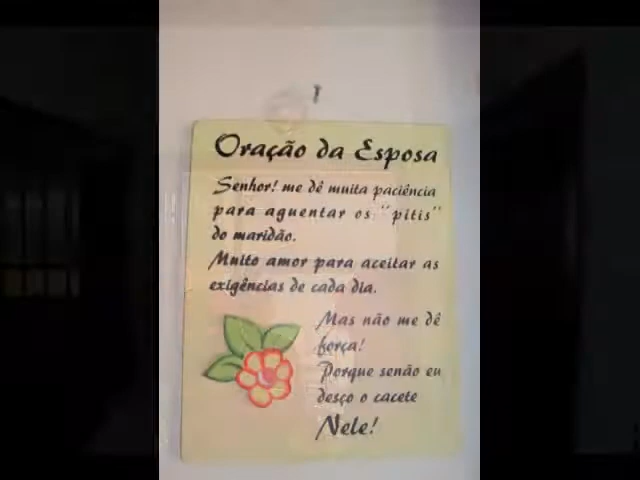 Oração da Esposa
Senhor! me dê muita paciência
para aguentar os "pitis"
do maridão.
Muito amor para aceitar as
exigências de cada dia.
Mas não me dê
força!
Porque senão eu
desço o cacete
Nele!